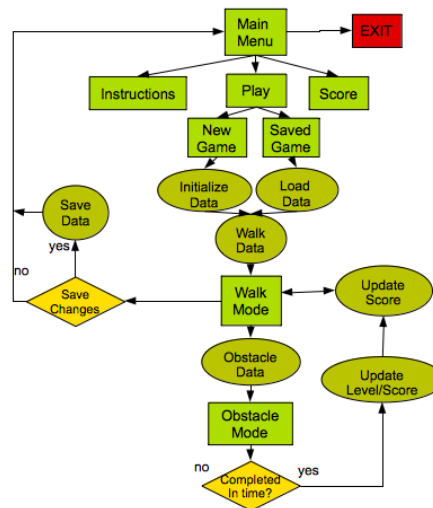 Main
Menu
EXIT
Instructions
Play
Score
New
Game
Saved
Game
Initialize
Data
Load
Data
Save
Data
Walk
Data
yes
no
Save
Changes
Walk
Mode
Update
Score
Obstacle
Data
Update
Level/Score
Obstacle
Mode
no
yes
Completed
In time?